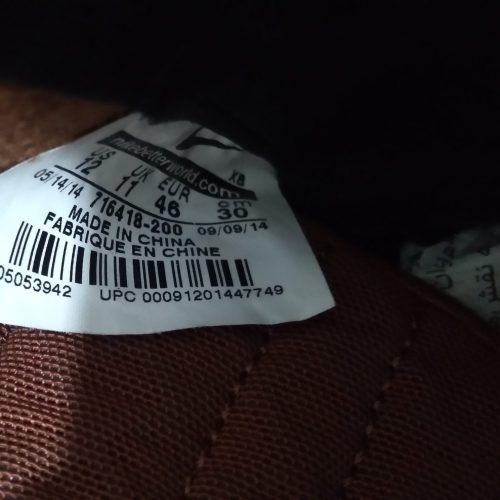 XB
nikebetterworld.com
US UK EUR cm
12 11 46 30
05/14/14 716418-200 09/09/14
MADE IN CHINA
FABRIQUE EN CHINE
05053942 UPC 00091201447749